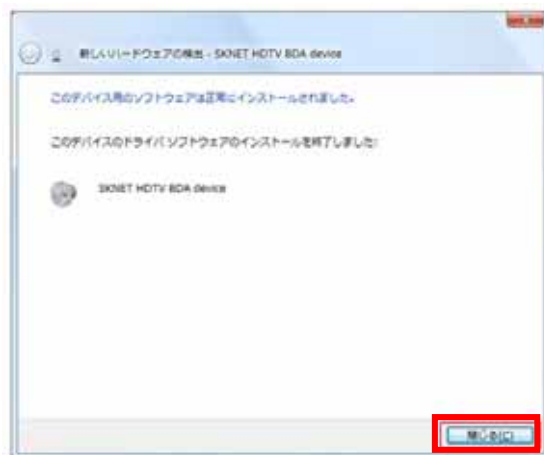 新しいハードウェアの検出 - SKNET HDTV BDA device
このデバイス用のソフトウェアは正常にインストールされました。
このデバイスのドライバ ソフトウェアのインストールを終了しました:
SKNET HDTV BDA device
閉じる(C)